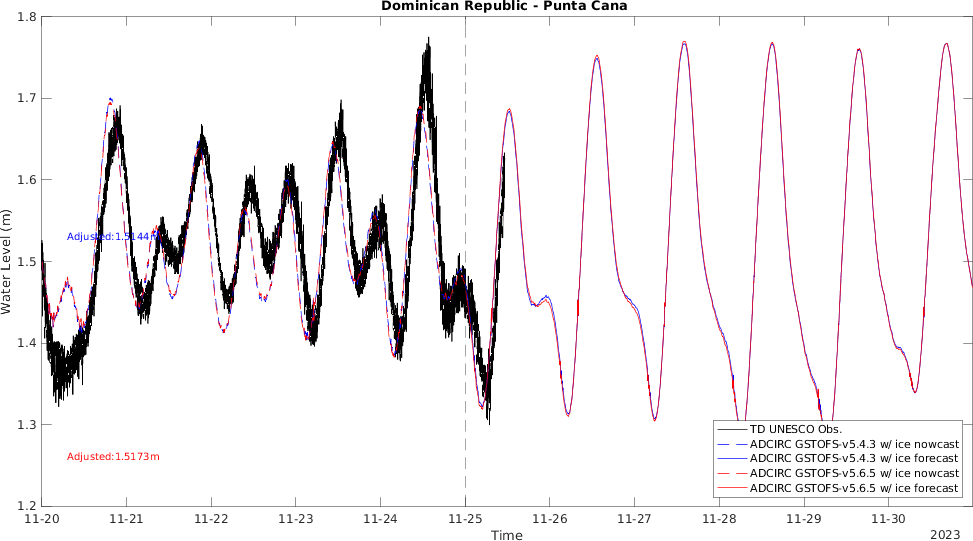 Dominican Republic - Punta Cana
Water Level (m)
1.8
1.7
1.6
1.5
1.4
1.3
1.2
Adjusted:1.5144m
Adjusted:1.5173m
TD UNESCO Obs.
ADCIRC GSTOFS-v5.4.3 w/ ice nowcast
ADCIRC GSTOFS-v5.4.3 w/ ice forecast
ADCIRC GSTOFS-v5.6.5 w/ ice nowcast
ADCIRC GSTOFS-v5.6.5 w/ ice forecast
11-20 11-21 11-22 11-23 11-24 11-25 11-26 11-27 11-28 11-29 11-30
Time
2023